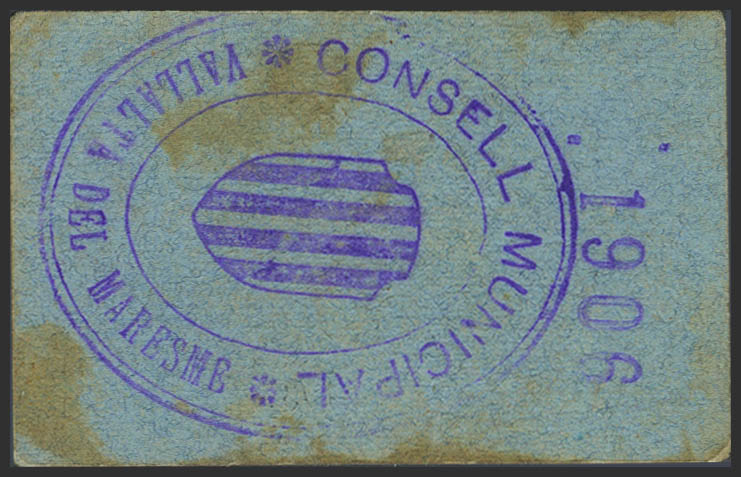 CONSELL MUNICIPAL
VALLALTA DEL MARESME
1906